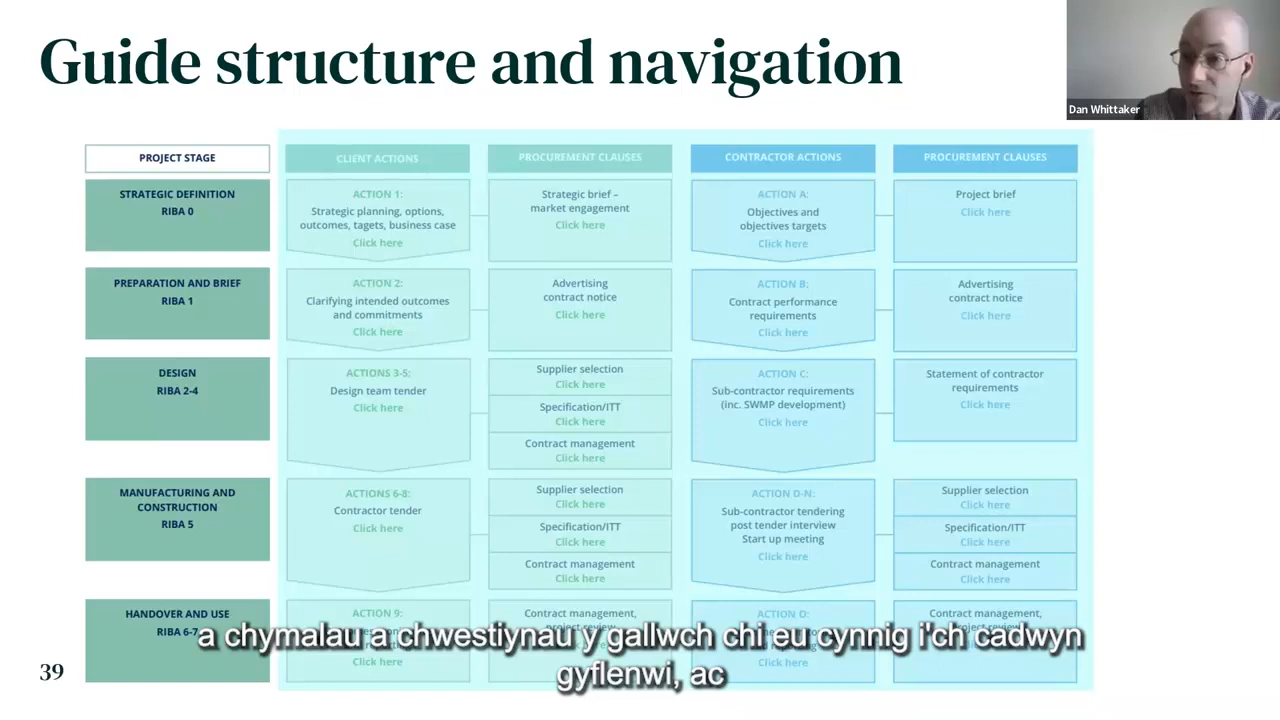 Guide structure and navigation
Dan Whittaker
PROJECT STAGE
CLIENT ACTIONS
PROCUREMENT CLAUSES
CONTRACTOR ACTIONS
PROCUREMENT CLAUSES
STRATEGIC DEFINITION
RIBA 0
ACTION 1:
Strategic planning, options,
outcomes, tagets, business case
Click here
Strategic brief –
market engagement
Click here
ACTION A:
Objectives and
objectives targets
Click here
Project brief
Click here
PREPARATION AND BRIEF
RIBA 1
ACTION 2:
Clarifying intended outcomes
and commitments
Click here
Advertising
contract notice
Click here
ACTION B:
Contract performance
requirements
Click here
Advertising
contract notice
Click here
DESIGN
RIBA 2-4
ACTIONS 3-5:
Design team tender
Click here
Supplier selection
Click here
Specification/ITT
Click here
Contract management
Click here
ACTION C:
Sub-contractor requirements
(inc. SWMP development)
Click here
Statement of contractor
requirements
Click here
MANUFACTURING AND
CONSTRUCTION
RIBA 5
ACTIONS 6-8:
Contractor tender
Click here
Supplier selection
Click here
Specification/ITT
Click here
Contract management
Click here
ACTION D-N:
Sub-contractor tendering
post tender interview
Start up meeting
Click here
Supplier selection
Click here
Specification/ITT
Click here
Contract management
Click here
HANDOVER AND USE
RIBA 6-7
ACTION 9:
Click here
Contract management,
project review
ACTION O:
Click here
Contract management,
project review
a chymalau a chwestiynau y gallwch chi eu cynnig i'ch cadwyn
gyflenwi, ac
39